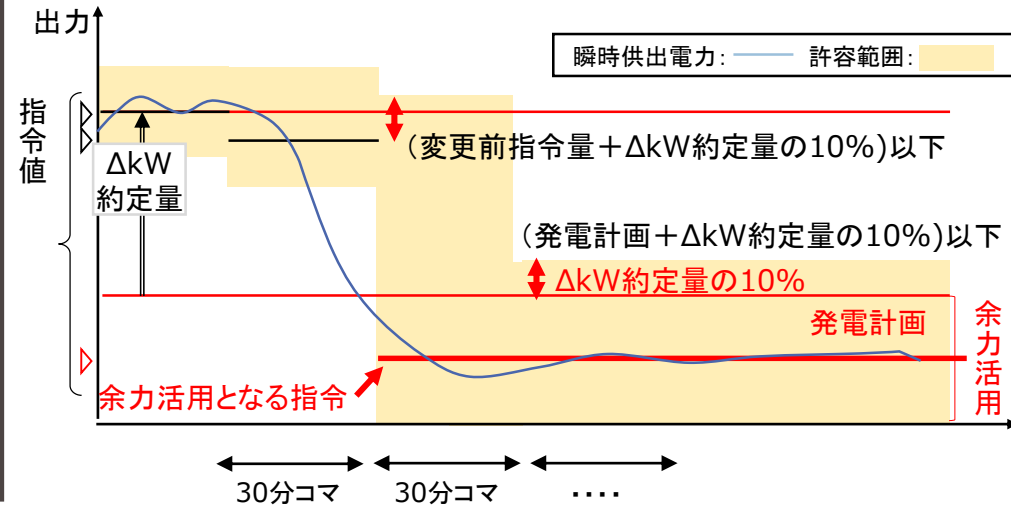 出力
瞬時供出電力:
許容範囲:
指令値
ΔkW
約定量
(変更前指令量+ΔkW約定量の10%)以下
(発電計画+ΔkW約定量の10%)以下
ΔkW約定量の10%
発電計画
余力活用
余力活用となる指令
30分コマ
30分コマ
・・・・